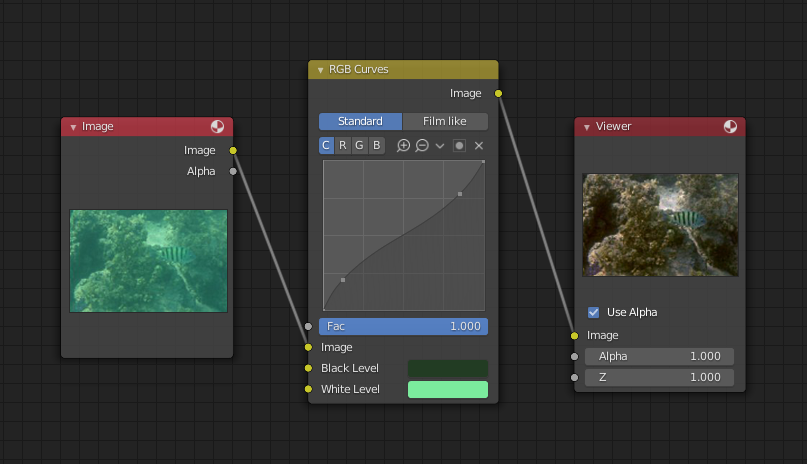 Image
Image
Alpha
RGB Curves
Image
Standard Film like
C R G B
Fac 1.000
Image
Black Level
White Level
Viewer
Use Alpha
Image
Alpha 1.000
Z 1.000